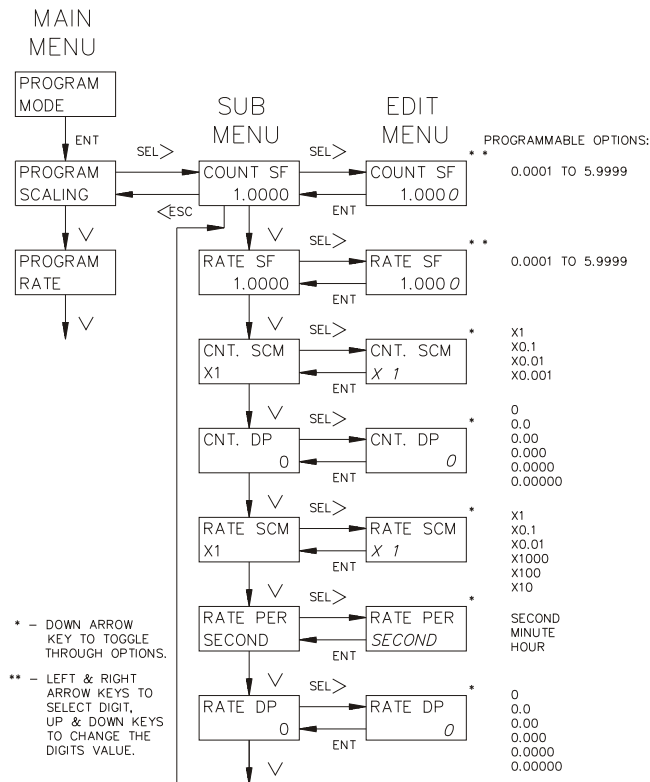 MAIN
MENU
PROGRAM
MODE
ENT
SUB
MENU
EDIT
MENU
PROGRAMMABLE OPTIONS:
PROGRAM
SCALING
SEL>
COUNT SF
1.0000
SEL>
COUNT SF
1.0000
* *
0.0001 TO 5.9999
<ESC
ENT
V
V
PROGRAM
RATE
V
RATE SF
1.0000
SEL>
RATE SF
1.0000
* *
0.0001 TO 5.9999
ENT
V
CNT. SCM
X1
SEL>
CNT. SCM
X 1
*
X1
X0.1
X0.01
X0.001
ENT
V
CNT. DP
0
SEL>
CNT. DP
0
*
0
0.0
0.00
0.000
0.0000
0.00000
ENT
V
RATE SCM
X1
SEL>
RATE SCM
X 1
*
X1
X0.1
X0.01
X1000
X100
X10
ENT
V
RATE PER
SECOND
SEL>
RATE PER
SECOND
*
SECOND
MINUTE
HOUR
ENT
V
RATE DP
0
SEL>
RATE DP
0
*
0
0.0
0.00
0.000
0.0000
0.00000
ENT
V
* – DOWN ARROW
KEY TO TOGGLE
THROUGH OPTIONS.
** – LEFT & RIGHT
ARROW KEYS TO
SELECT DIGIT,
UP & DOWN KEYS
TO CHANGE THE
DIGITS VALUE.